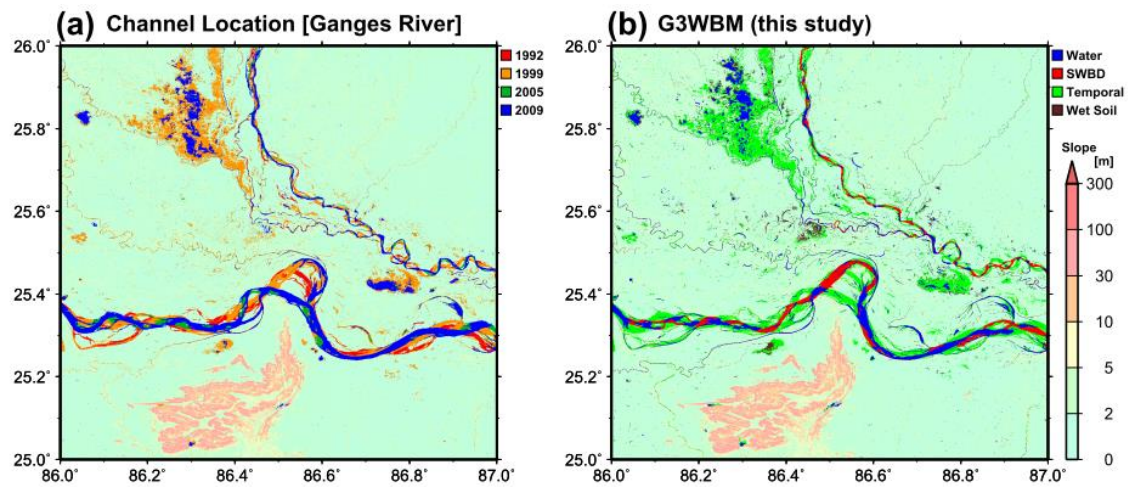 (a) Channel Location [Ganges River]
26.0°
25.8°
25.6°
25.4°
25.2°
25.0°
86.0° 86.2° 86.4° 86.6° 86.8° 87.0°
1992
1999
2005
2009
(b) G3WBM (this study)
26.0°
25.8°
25.6°
25.4°
25.2°
25.0°
86.0° 86.2° 86.4° 86.6° 86.8° 87.0°
Water
SWBD
Temporal
Wet Soil
Slope
[m]
300
100
30
10
5
2
0